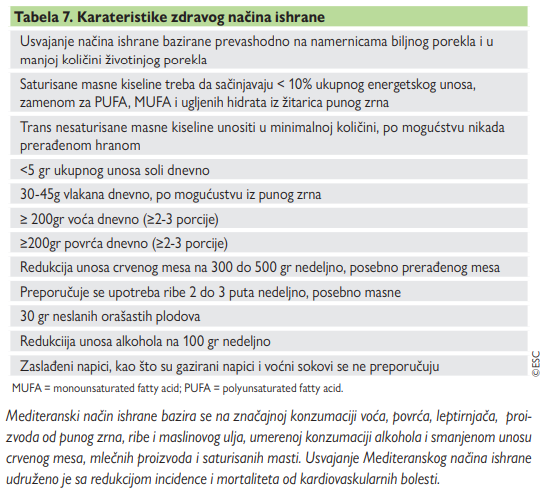 Tabela 7. Karateristike zdravog načina ishrane
Usvajanje načina ishrane bazirane prevashodno na namernicama biljnog porekla i u
manjoj količini životinjog porekla
Saturisane masne kiseline treba da sačinjavaju < 10% ukupnog energetskog unosa,
zamenom za PUFA, MUFA i ugljenih hidrata iz žitarica punog zrna
Trans nesaturisane masne kiseline unositi u minimalnoj količini, po mogućstvu nikada
prerađenom hranom
<5 gr ukupnog unosa soli dnevno
30-45g vlakana dnevno, po mogućustvu iz punog zrna
≥ 200gr voća dnevno (≥2-3 porcije)
≥200gr povrća dnevno (≥2-3 porcije)
Redukcija unosa crvenog mesa na 300 do 500 gr nedeljno, posebno prerađenog mesa
Preporučuje se upotreba ribe 2 do 3 puta nedeljno, posebno masne
30 gr neslanih orašastih plodova
Redukciija unosa alkohola na 100 gr nedeljno
Zaslađeni napici, kao što su gazirani napici i voćni sokovi se ne preporučuju
©ESC
MUFA = monounsaturated fatty acid; PUFA = polyunsaturated fatty acid.
Mediteranski način ishrane bazira se na značajnoj konzumaciji voća, povrća, leptirnjača, proi-
zvoda od punog zrna, ribe i maslinovog ulja, umerenoj konzumaciji alkohola i smanjenom unosu
crvenog mesa, mlečnih proizvoda i saturisanih masti. Usvajanje Mediteranskog načina ishrane
udruženo je sa redukcijom incidence i mortaliteta od kardiovaskularnih bolesti.